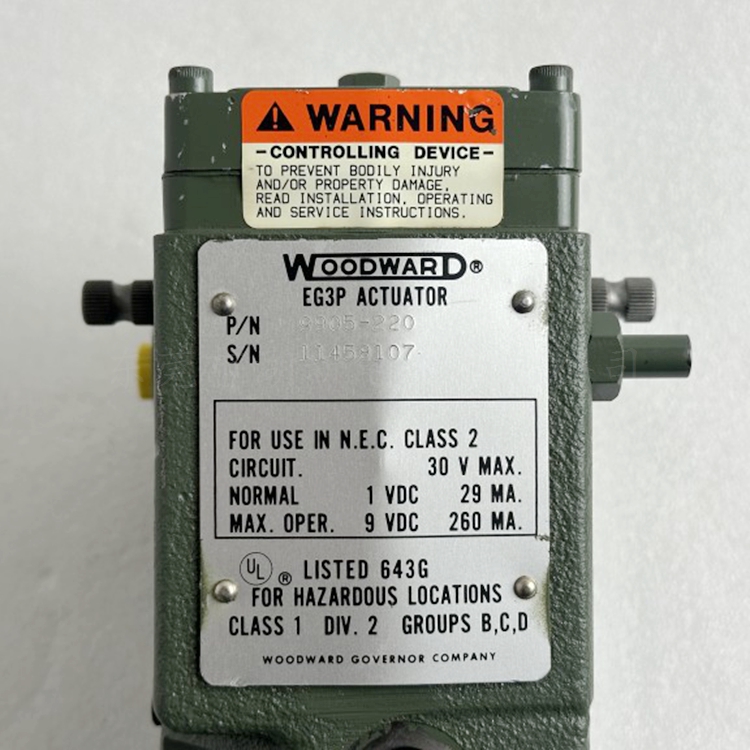 WARNING
-CONTROLLING DEVICE-
TO PREVENT BODILY INJURY
AND/OR PROPERTY DAMAGE,
READ INSTALLATION, OPERATING
AND SERVICE INSTRUCTIONS.
WOODWARD®
EG3P ACTUATOR
P/N
S/N
FOR USE IN N.E.C. CLASS 2
CIRCUIT. 30 V MAX.
NORMAL 1 VDC 29 MA.
MAX. OPER. 9 VDC 260 MA.
UL ® LISTED 643G
FOR HAZARDOUS LOCATIONS
CLASS 1 DIV. 2 GROUPS B,C,D
WOODWARD GOVERNOR COMPANY